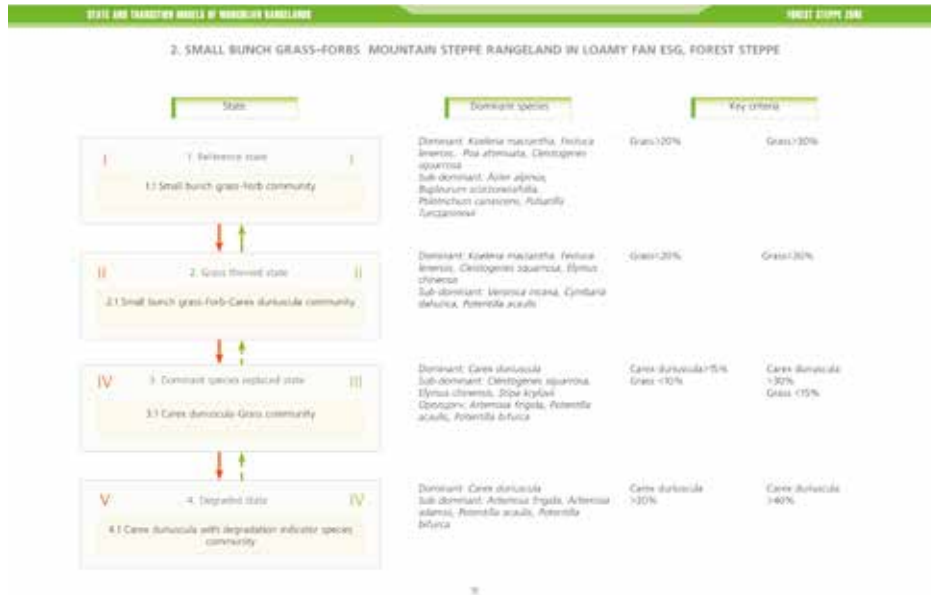 STATE AND TRANSITION MODELS OF MONGOLIAN RANGELANDS
FOREST STEPPE ZONE
2. SMALL BUNCH GRASS-FORBS MOUNTAIN STEPPE RANGELAND IN LOAMY FAN ESG, FOREST STEPPE
State
Dominant species
Key criteria
I
1. Reference state
I
1.1 Small bunch grass-Forb community
Dominant: Koeleria macrantha, Festuca
lenensis, Poa attenuata, Cleistogenes
squarrosa
Sub-dominant: Aster alpinus,
Bupleurum
canescens, Potentilla
Grass>20%
Grass>30%
II
2. Grass thinned state
II
2.1 Small bunch grass-Forb-Carex duriuscula community
Dominant: Koeleria macrantha, Festuca
lenensis, Cleistogenes squarrosa, Elymus
chinensis
Sub-dominant: Veronica incana, Cymbaria
dahurica, Potentilla acaulis
IV
3. Dominant species replaced state
III
3.1 Carex duriuscula-Grass community
Dominant: Carex duriuscula
Sub-dominant: Cleistogenes squarrosa,
Elymus chinensis, Stipa krylovii
Artemisia frigida, Potentilla
acaulis, Potentilla bifurca
Carex duriuscula>15%
Grass <10%
Carex duriuscula
>30%
Grass <15%
V
4. Degraded state
IV
4.1 Carex duriuscula with degradation indicator species
community
Dominant: Carex duriuscula
Sub-dominant: Artemisia frigida, Artemisia
adamsii, Potentilla acaulis, Potentilla
bifurca
Carex duriuscula
>20%
Carex duriuscula
>40%